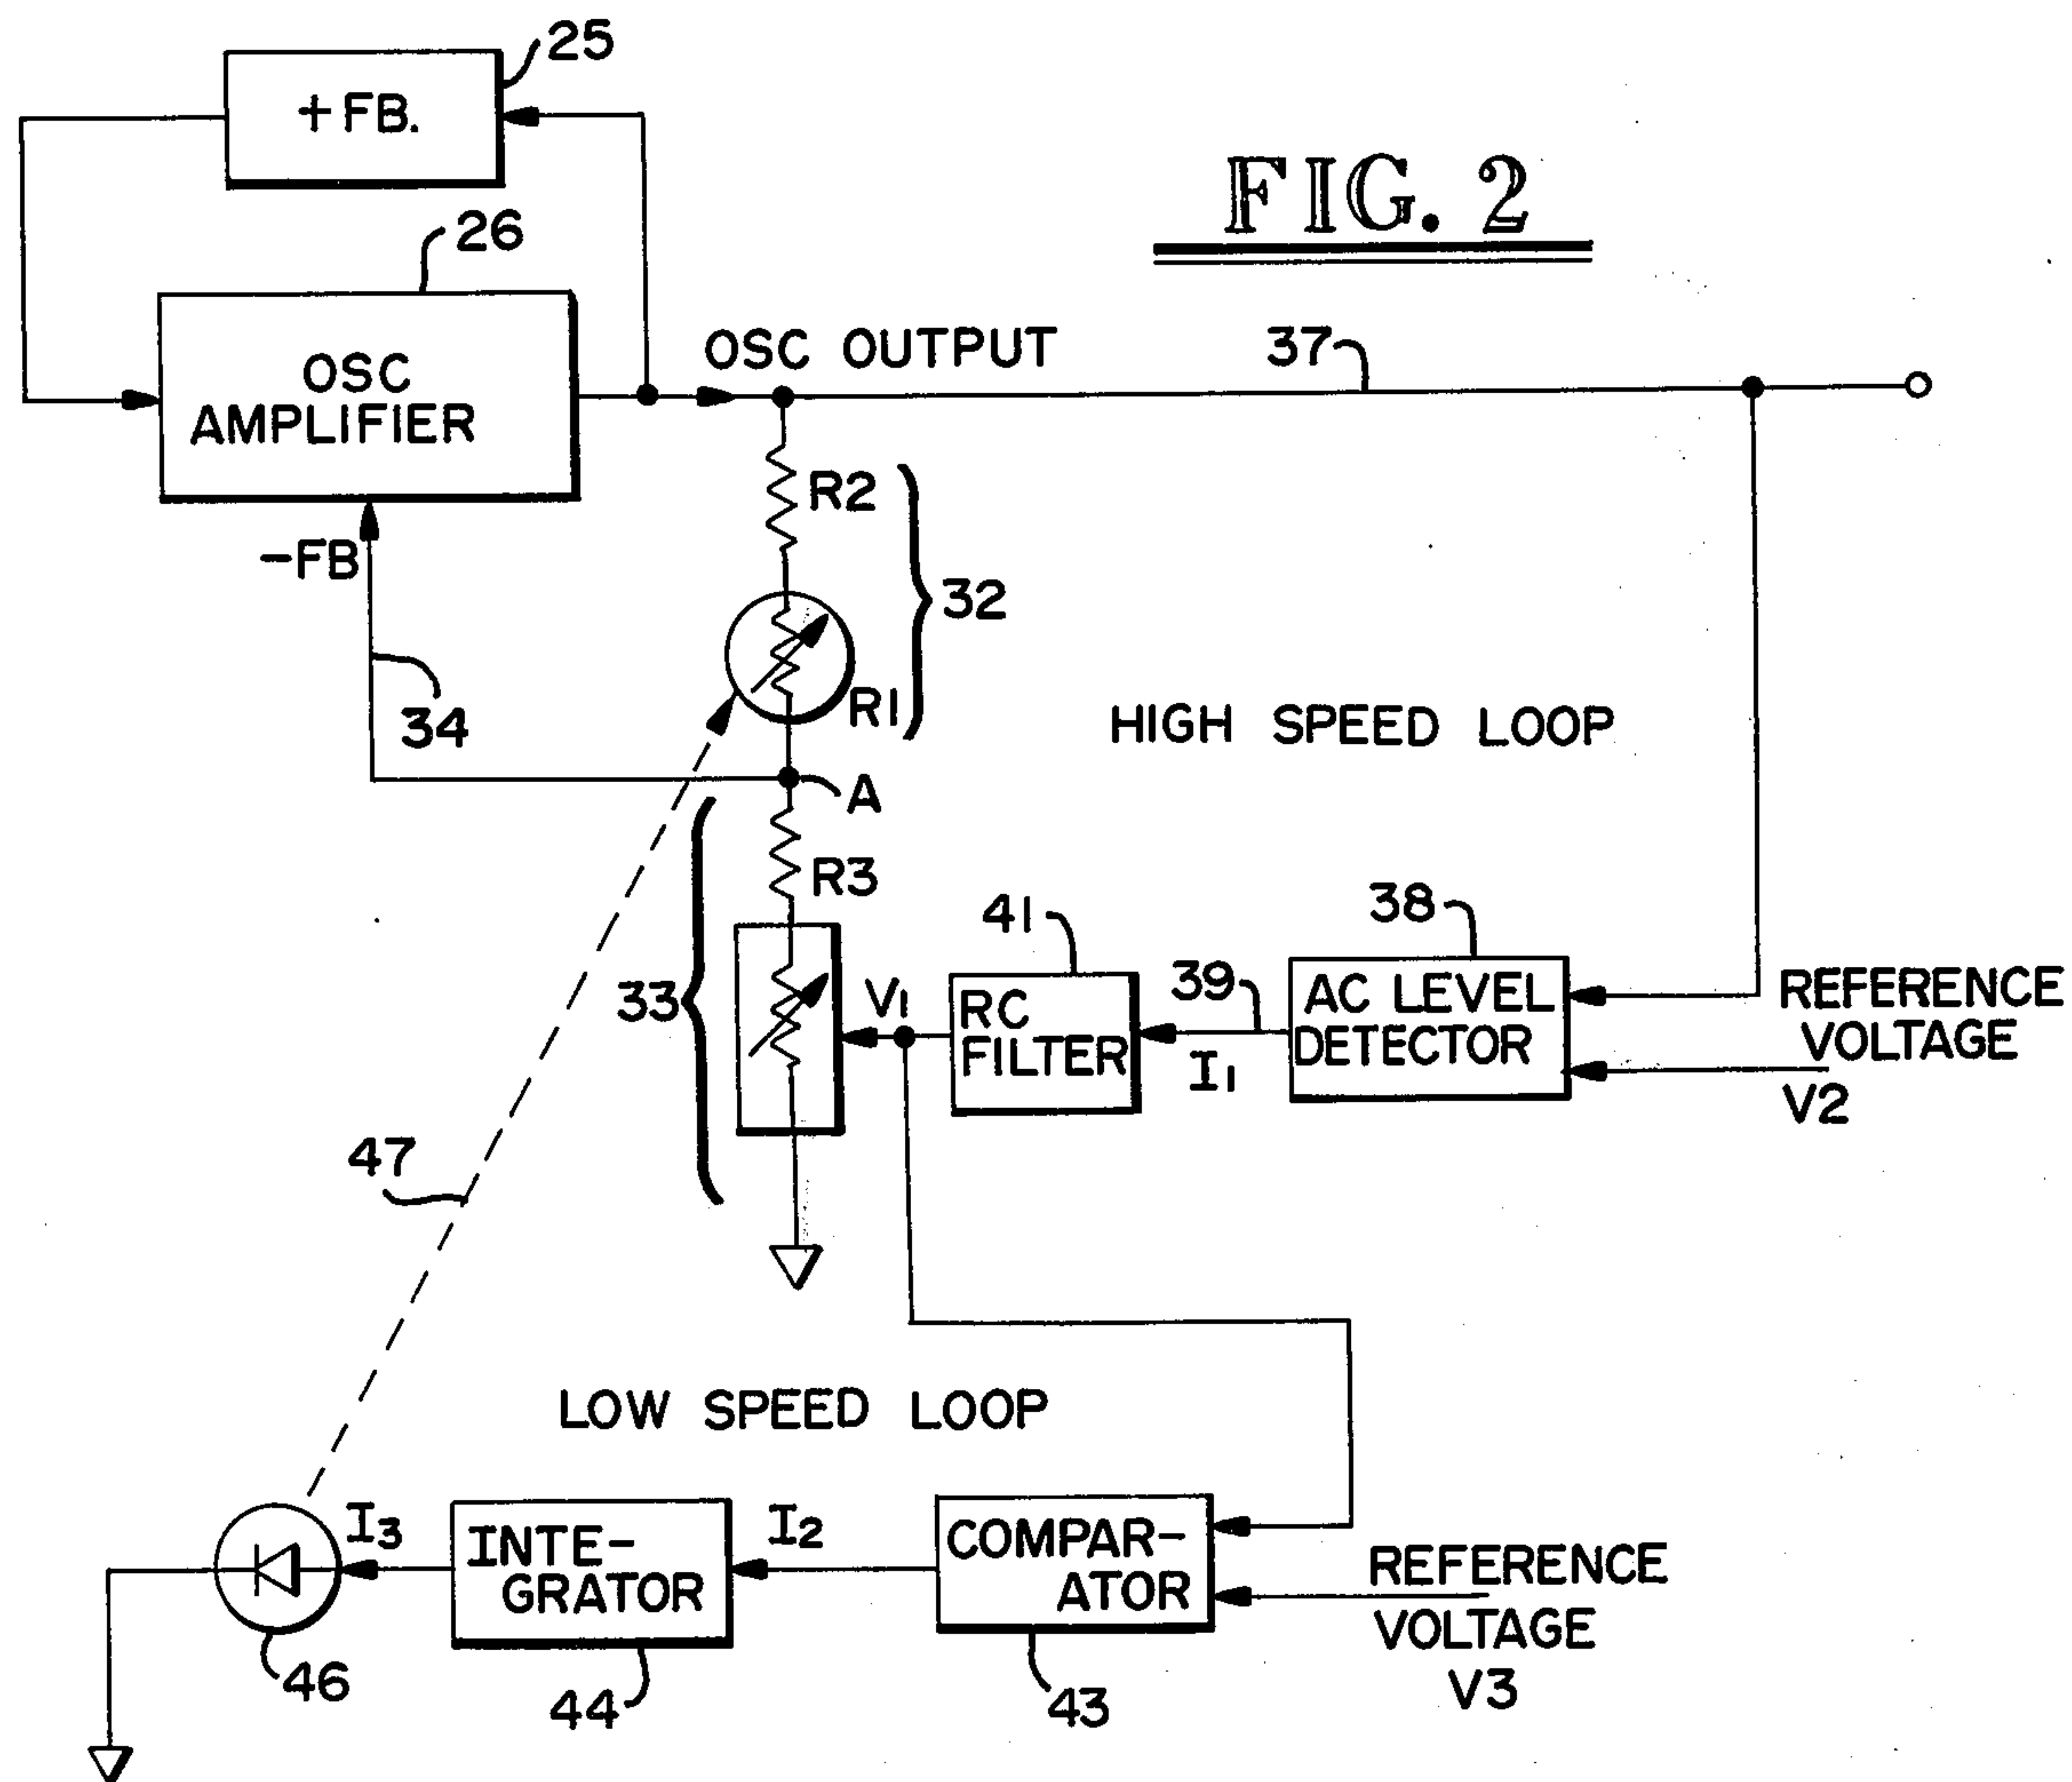 25
+ FB.
FIG. 2
26
OSC
AMPLIFIER
OSC OUTPUT
37
R2
-FB
32
R1
34
HIGH SPEED LOOP
A
R3
38
41
33
V1
RC
FILTER
39
I1
AC LEVEL
DETECTOR
REFERENCE
VOLTAGE
V2
47
LOW SPEED LOOP
I3
INTE-
GRATOR
I2
COMPAR-
ATOR
REFERENCE
VOLTAGE
V3
46
44
43